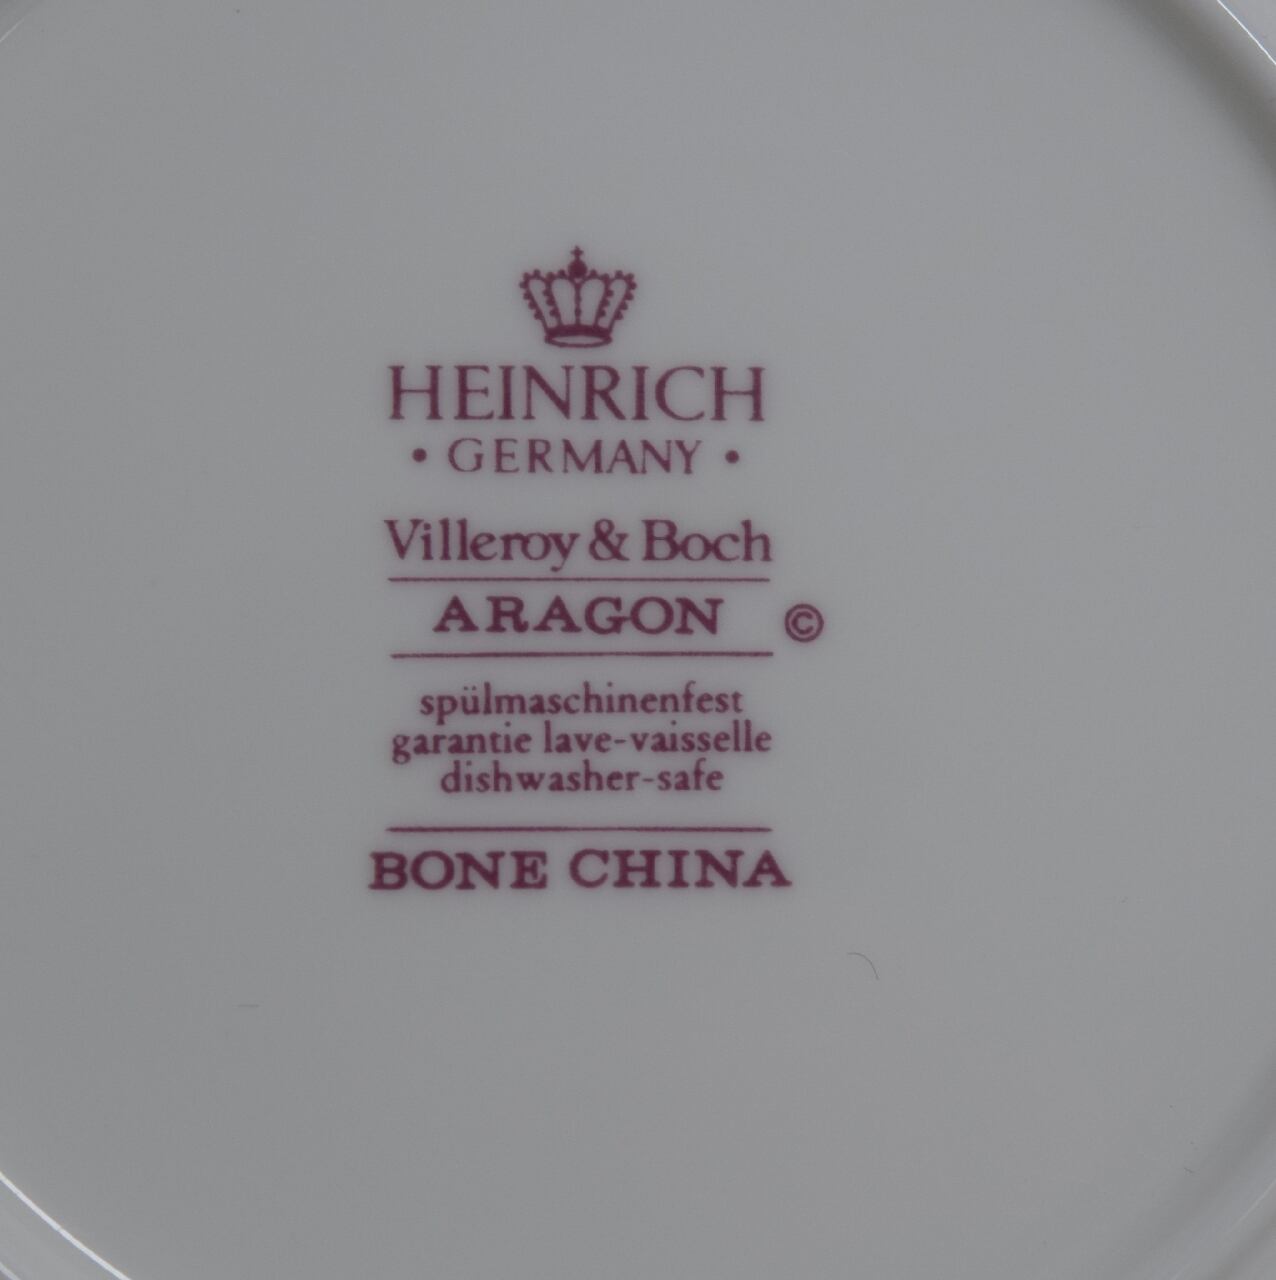 HEINRICH
• GERMANY •
Villeroy & Boch
ARAGON ©
spülmaschinenfest
garantie lave-vaisselle
dishwasher-safe
BONE CHINA